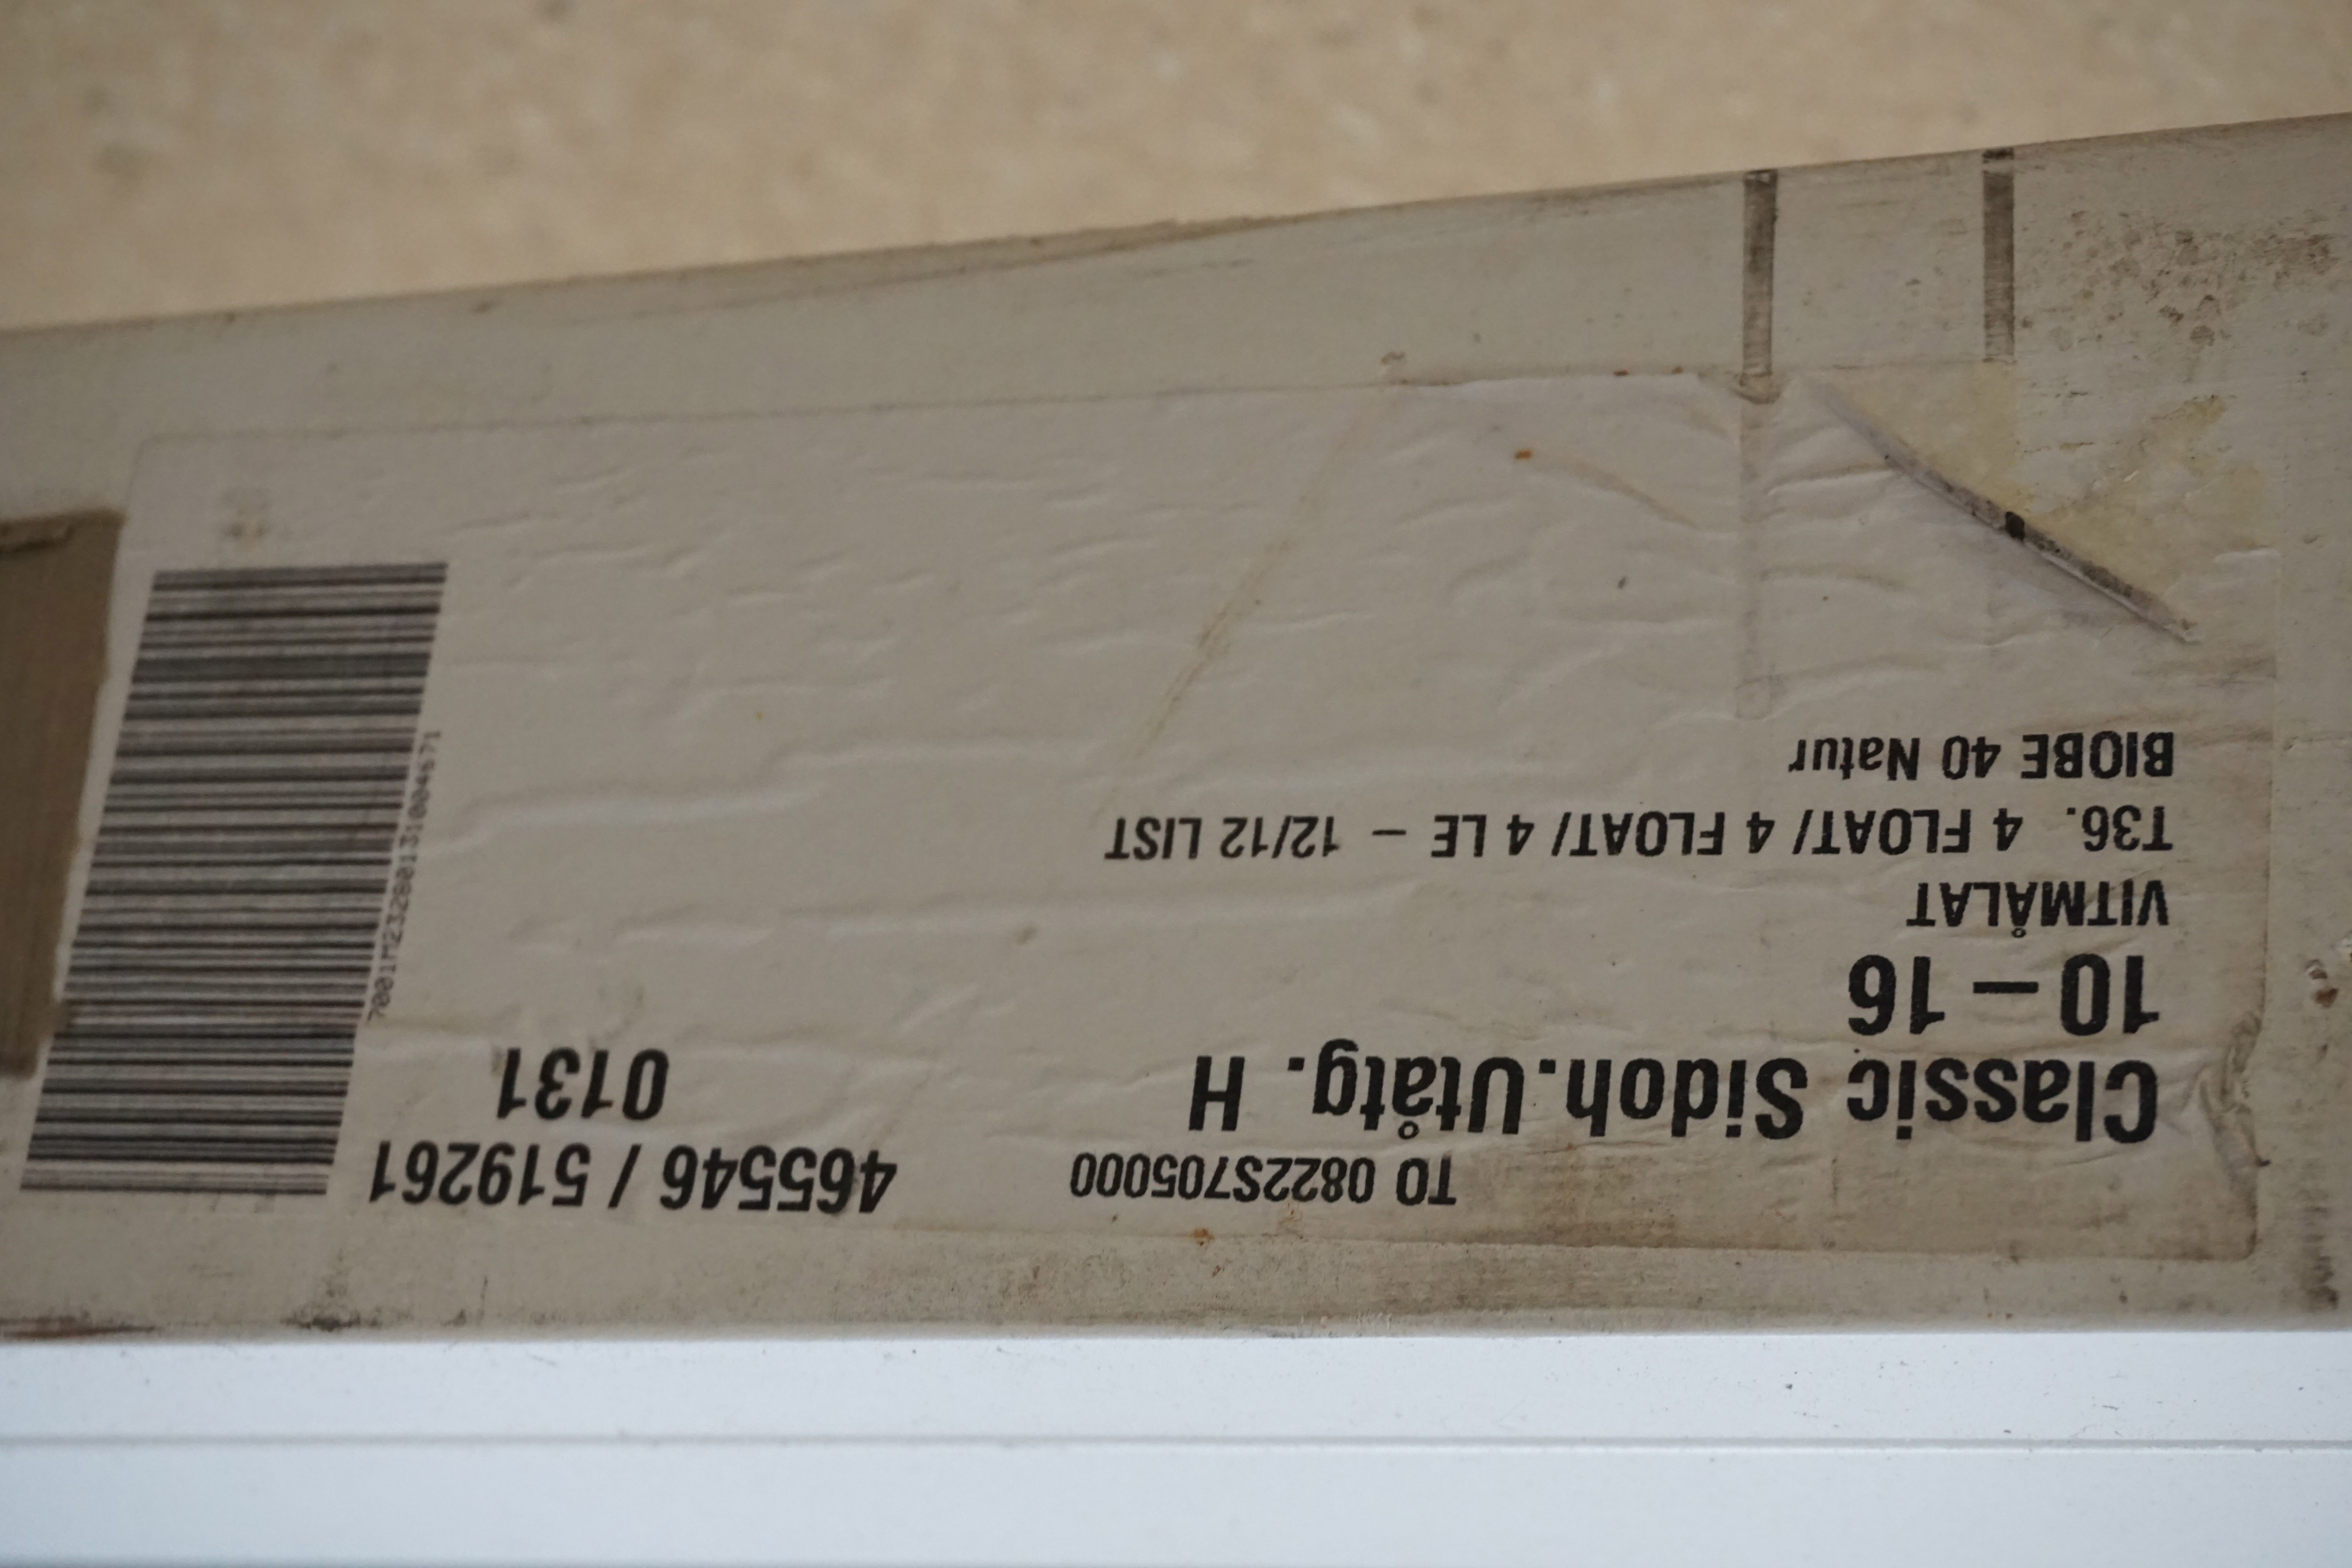 TO 0822S705000
465546 / 519261
Classic Sidoh.Utåtg. H
0131
10 – 16
VITMÅLAT
T36. 4 FLOAT/ 4 FLOAT/ 4 LE – 12/12 LIST
BIOBE 40 Natur